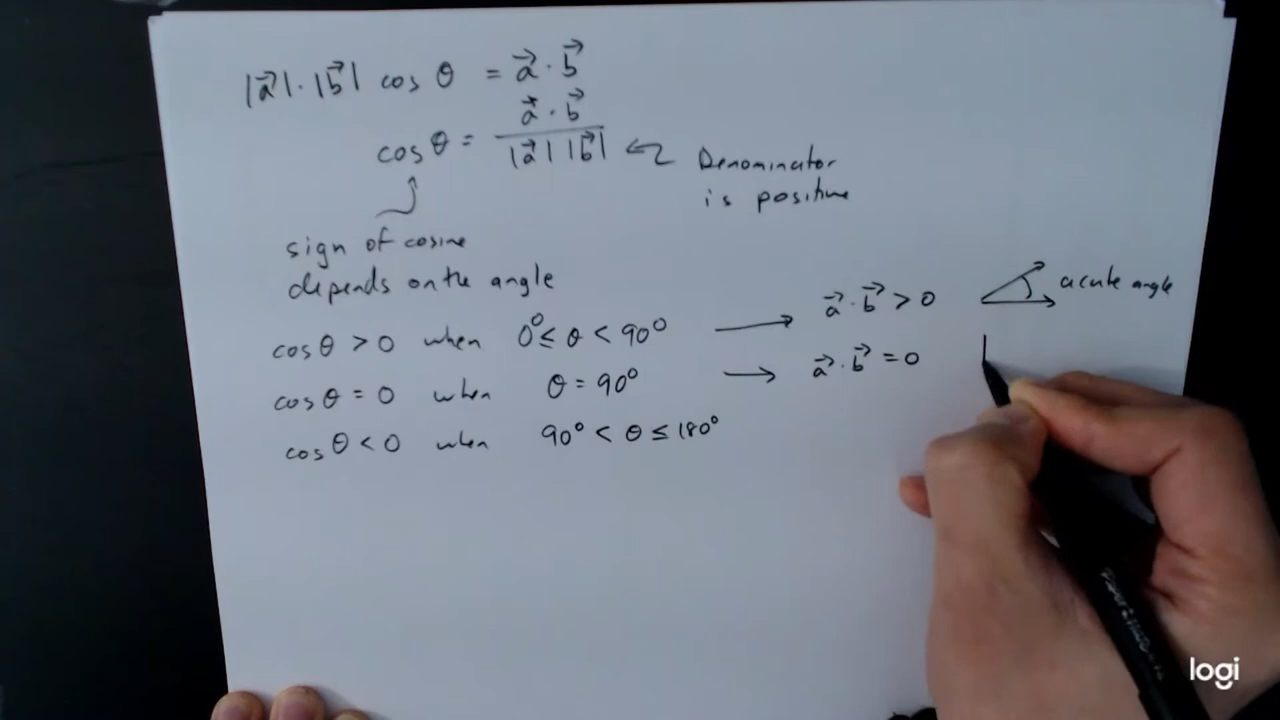 |a⃗|·|b⃗| cos θ = a⃗·b⃗
cos θ = a⃗·b⃗ / |a⃗| |b⃗|
Denominator
is positive
sign of cosine
depends on the angle
cos θ > 0 when 0° ≤ θ < 90° → a⃗·b⃗ > 0 acute angle
cos θ = 0 when θ = 90° → a⃗·b⃗ = 0
cos θ < 0 when 90° < θ ≤ 180°
logi